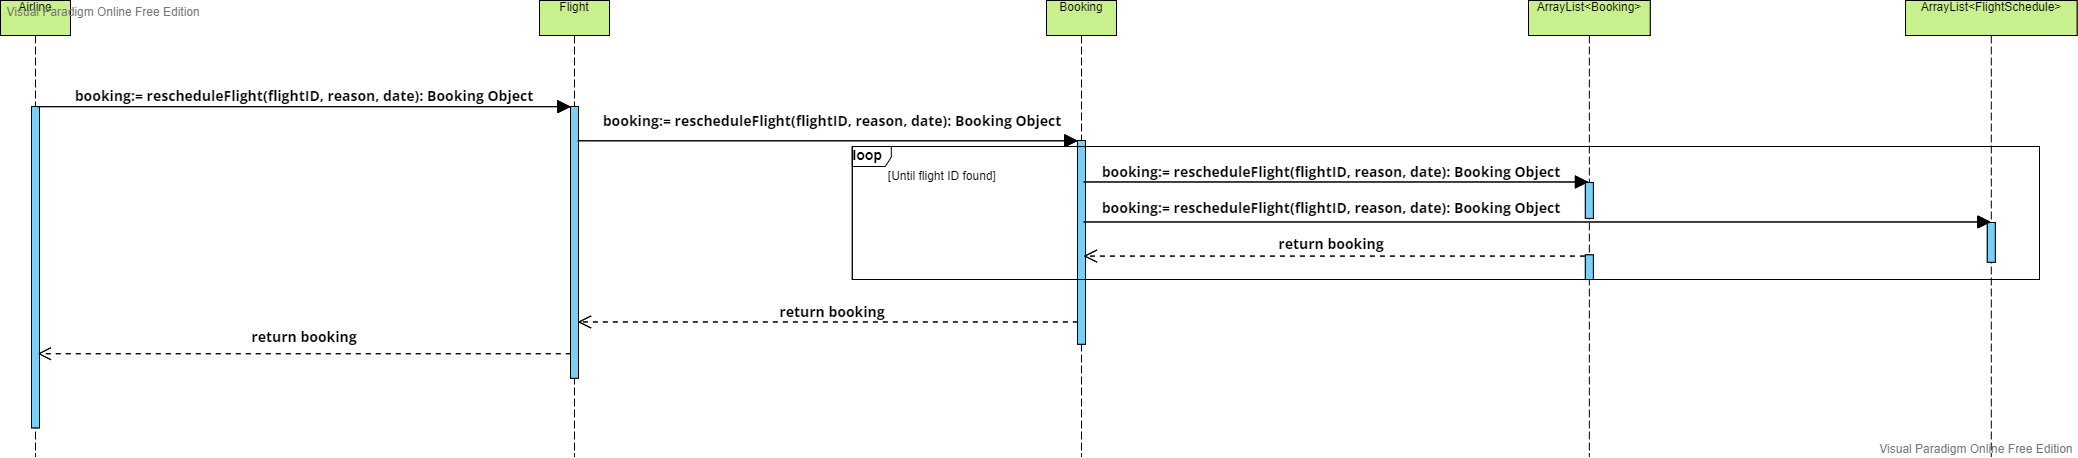 Airline
Visual Paradigm Online Free Edition
Flight
Booking
ArrayList<Booking>
ArrayList<FlightSchedule>
booking:= rescheduleFlight(flightID, reason, date): Booking Object
booking:= rescheduleFlight(flightID, reason, date): Booking Object
loop
[Until flight ID found]
booking:= rescheduleFlight(flightID, reason, date): Booking Object
booking:= rescheduleFlight(flightID, reason, date): Booking Object
return booking
return booking
return booking
Visual Paradigm Online Free Edition